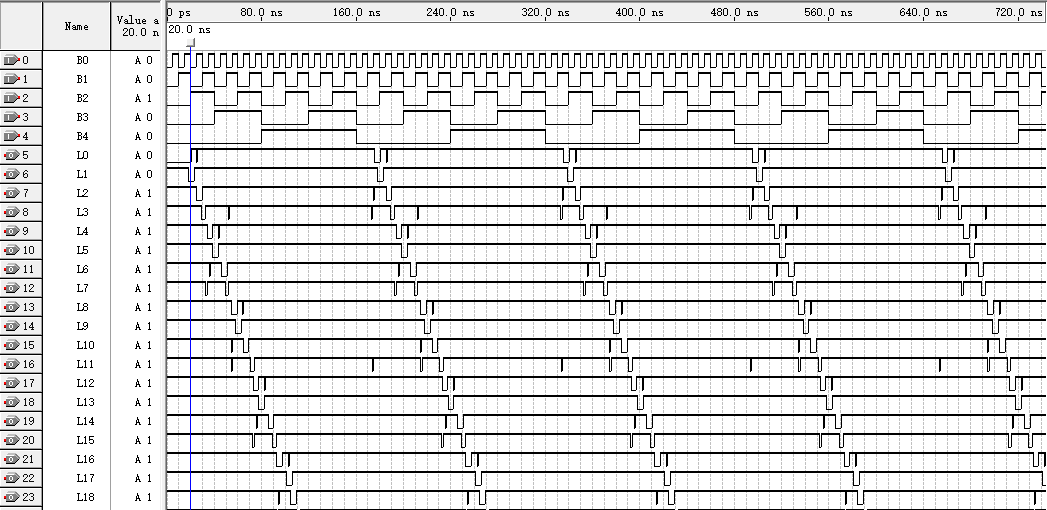 0 ps 80.0 ns 160.0 ns 240.0 ns 320.0 ns 400.0 ns 480.0 ns 560.0 ns 640.0 ns 720.0 ns
Name Value a
20.0 n
20.0 ns
0 B0 A 0
1 B1 A 0
2 B2 A 1
3 B3 A 0
4 B4 A 0
5 L0 A 0
6 L1 A 0
7 L2 A 1
8 L3 A 1
9 L4 A 1
10 L5 A 1
11 L6 A 1
12 L7 A 1
13 L8 A 1
14 L9 A 1
15 L10 A 1
16 L11 A 1
17 L12 A 1
18 L13 A 1
19 L14 A 1
20 L15 A 1
21 L16 A 1
22 L17 A 1
23 L18 A 1